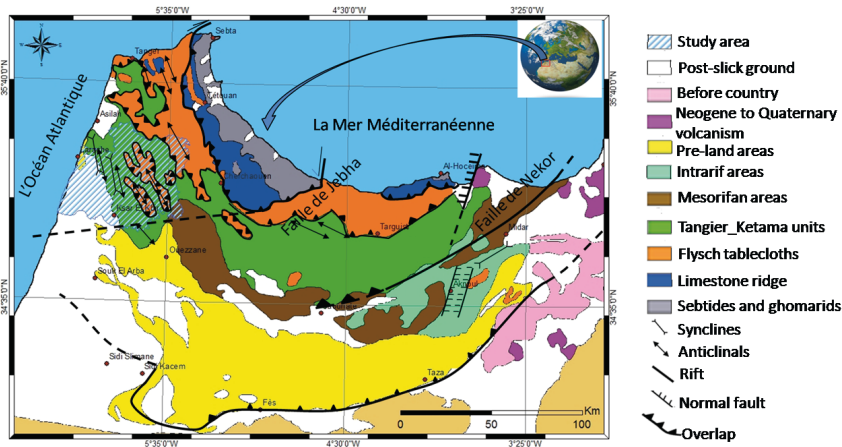 5°35'0"W
4°30'0"W
3°25'0"W
35°40'0"N
35°40'0"N
34°35'0"N
34°35'0"N
Sebta
Tanger
Tétouan
Asilah
Larache
L'Océan Atlantique
La Mer Méditerranéenne
Al-Hoceima
Chefchaouen
Faille de Jebha
Faille de Nekor
Ksar El Kebir
Targuist
Midar
Ouezzane
Souk El Arba
Aknoul
Sidi Slimane
Sidi Kacem
Taza
Fès
Km
0
50
100
5°35'0"W
4°30'0"W
3°25'0"W
Study area
Post-slick ground
Before country
Neogene to Quaternary
volcanism
Pre-land areas
Intrarif areas
Mesorifan areas
Tangier_Ketama units
Flysch tablecloths
Limestone ridge
Sebtides and ghomarids
Synclines
Anticlinals
Rift
Normal fault
Overlap